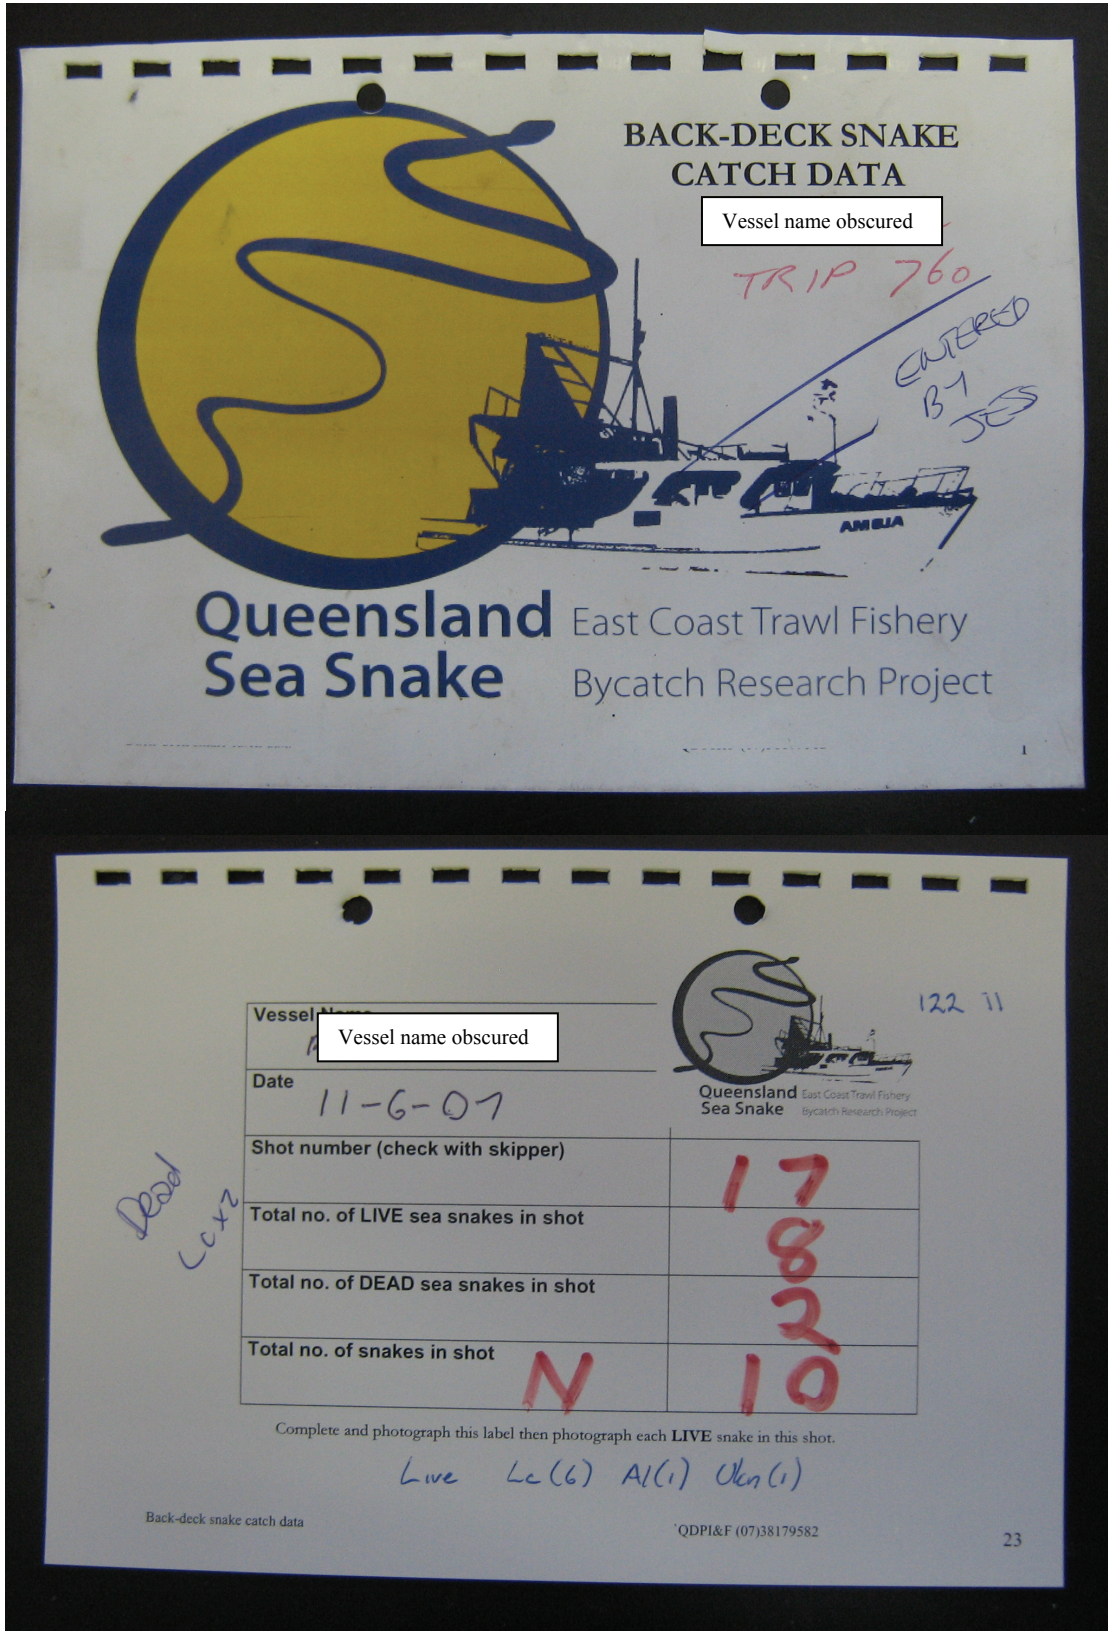 BACK-DECK SNAKE
CATCH DATA
Vessel name obscured
TRIP 760
ENTERED
BY
JESS
AMELIA
Queensland East Coast Trawl Fishery
Sea Snake Bycatch Research Project
1
122 11
Vessel
Vessel name obscured
Queensland East Coast Trawl Fishery
Sea Snake Bycatch Research Project
Date
11-6-07
Shot number (check with skipper) 17
Dead
Lc x2
Total no. of LIVE sea snakes in shot 8
Total no. of DEAD sea snakes in shot 2
Total no. of snakes in shot N 10
Complete and photograph this label then photograph each LIVE snake in this shot.
Live Lc (6) Al(1) Ukn(1)
Back-deck snake catch data
QDPI&F (07)38179582
23